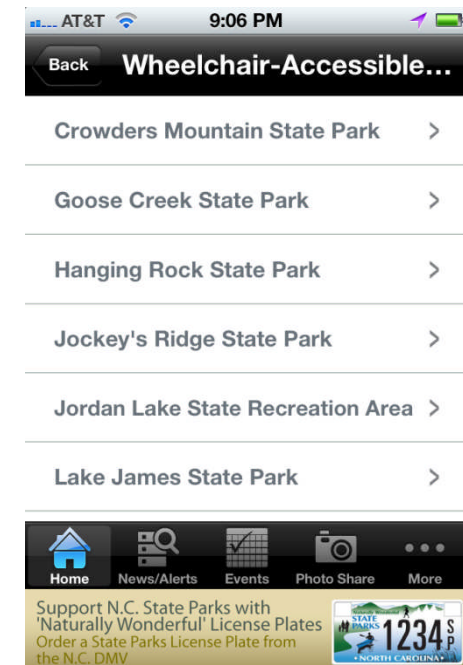 AT&T 9:06 PM
Back Wheelchair-Accessible...
Crowders Mountain State Park
Goose Creek State Park
Hanging Rock State Park
Jockey's Ridge State Park
Jordan Lake State Recreation Area
Lake James State Park
Home News/Alerts Events Photo Share More
Support N.C. State Parks with
'Naturally Wonderful' License Plates
Order a State Parks License Plate from
the N.C. DMV
Naturally Wonderful
STATE
PARKS 1234 SP
NORTH CAROLINA